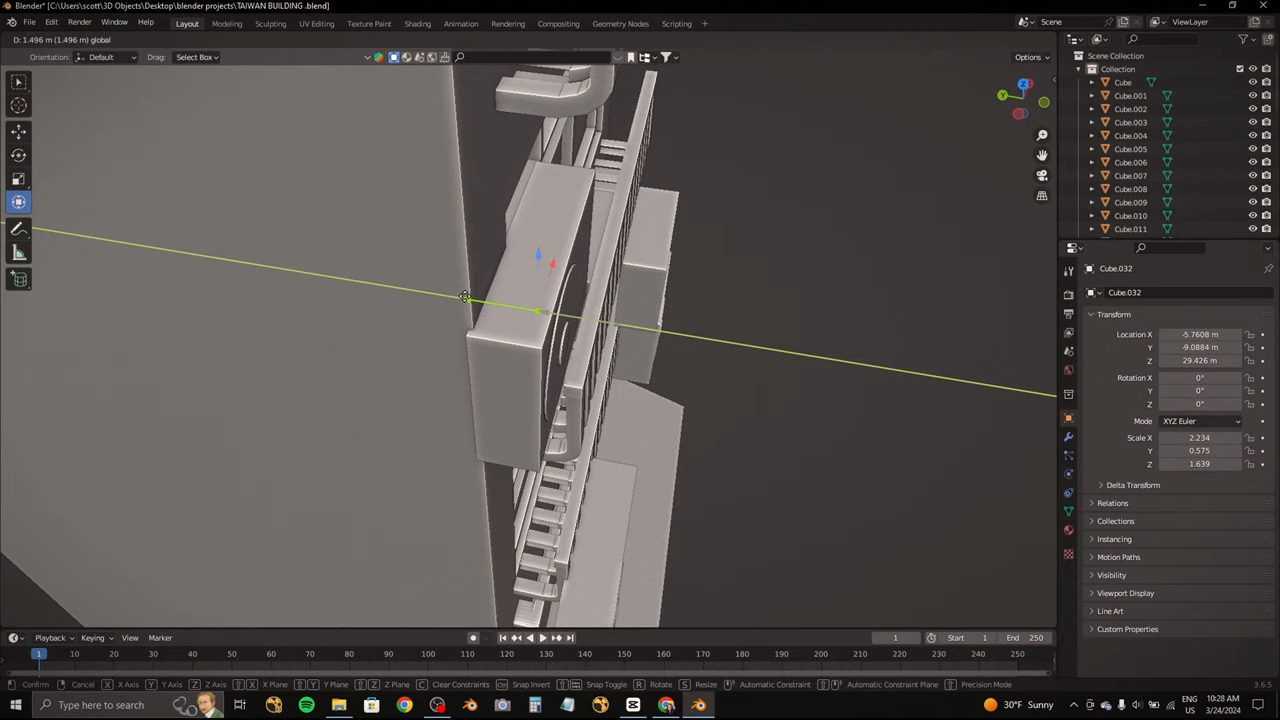 Blender* [C:\Users\scott\3D Objects\Desktop\blender projects\TAIWAN BUILDING .blend]
File Edit Render Window Help Layout Modeling Sculpting UV Editing Texture Paint Shading Animation Rendering Compositing Geometry Nodes Scripting + Scene ViewLayer
D: 1.496 m (1.496 m) global
Orientation: Default Drag: Select Box Options
Scene Collection
Collection
Cube
Cube.001
Cube.002
Cube.003
Cube.004
Cube.005
Cube.006
Cube.007
Cube.008
Cube.009
Cube.010
Cube.011
Z
Y
Cube.032
Cube.032
Transform
Location X -5.7608 m
Y -9.0884 m
Z 29.426 m
Rotation X 0°
Y 0°
Z 0°
Mode XYZ Euler
Scale X 2.234
Y 0.575
Z 1.639
Delta Transform
Relations
Collections
Instancing
Motion Paths
Visibility
Viewport Display
Line Art
Custom Properties
Playback Keying View Marker 1 Start 1 End 250
1 10 20 30 40 50 60 70 80 90 100 110 120 130 140 150 160 170 180 190 200 210 220 230 240 250
Confirm Cancel X X Axis Y Y Axis Z Z Axis X X Plane Y Y Plane Z Z Plane C Clear Constraints Snap Invert Snap Toggle R Rotate S Resize Automatic Constraint Automatic Constraint Plane Precision Mode 3.6.5
Type here to search 30°F Sunny ENG US 10:28 AM 3/24/2024